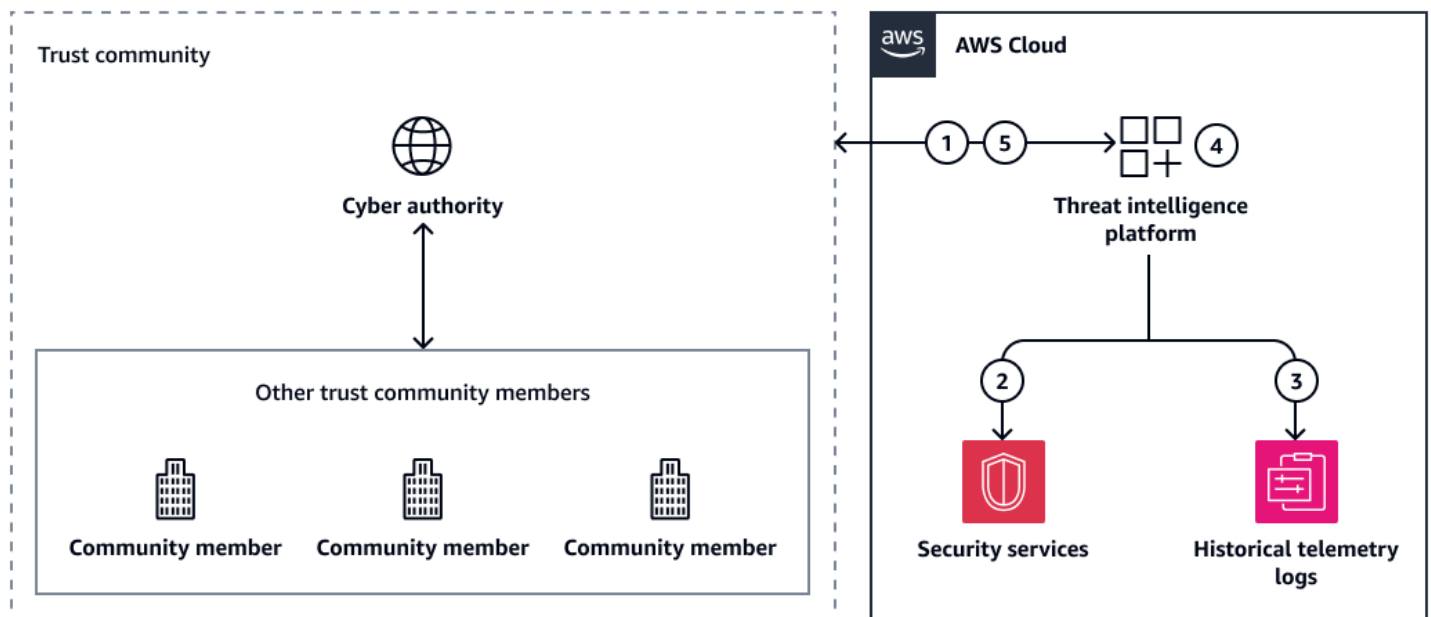 Trust community
aws
AWS Cloud
1
5
4
Cyber authority
Threat intelligence
platform
Other trust community members
2
3
Community member
Community member
Community member
Security services
Historical telemetry
logs